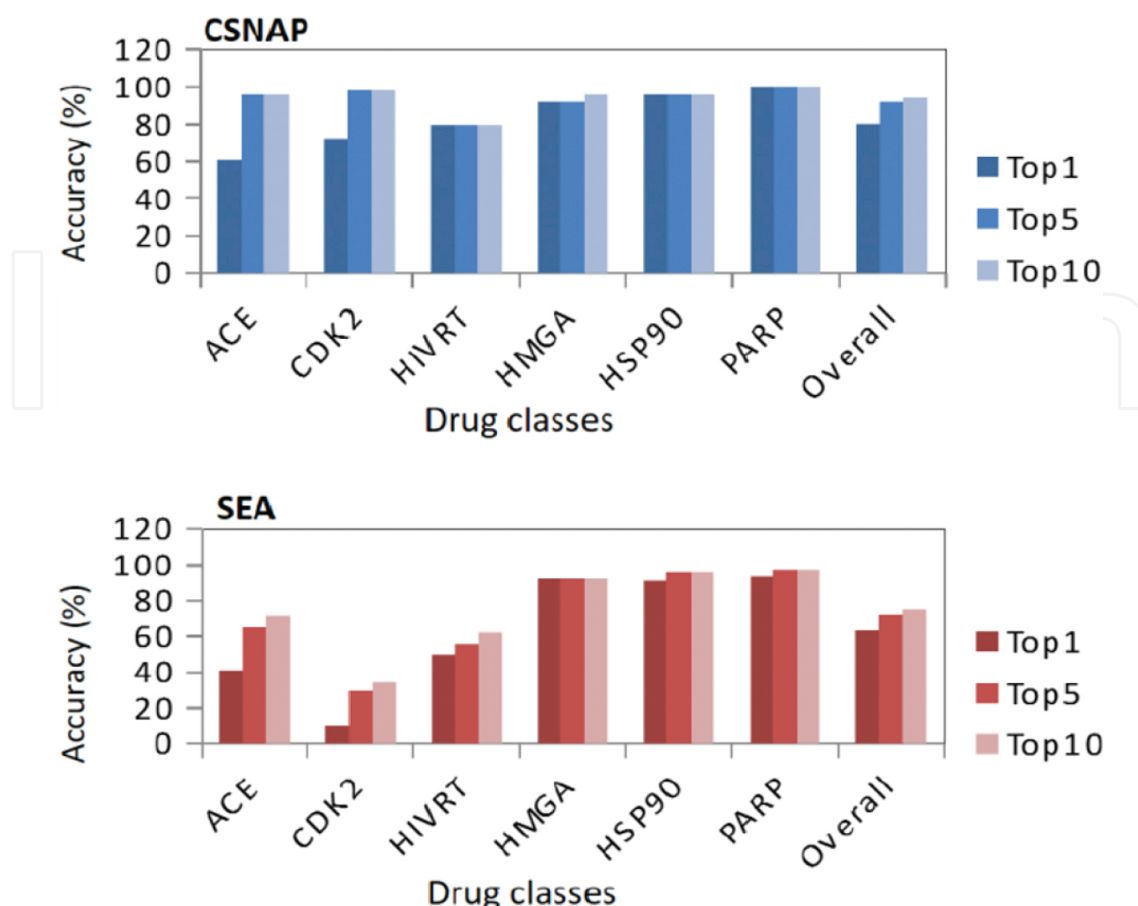 CSNAP
120
100
80
60
40
20
0
Accuracy (%)
ACE
CDK2
HIVRT
HMGA
HSP90
PARP
Overall
Drug classes
Top1
Top5
Top10
SEA
120
100
80
60
40
20
0
Accuracy (%)
ACE
CDK2
HIVRT
HMGA
HSP90
PARP
Overall
Drug classes
Top1
Top5
Top10